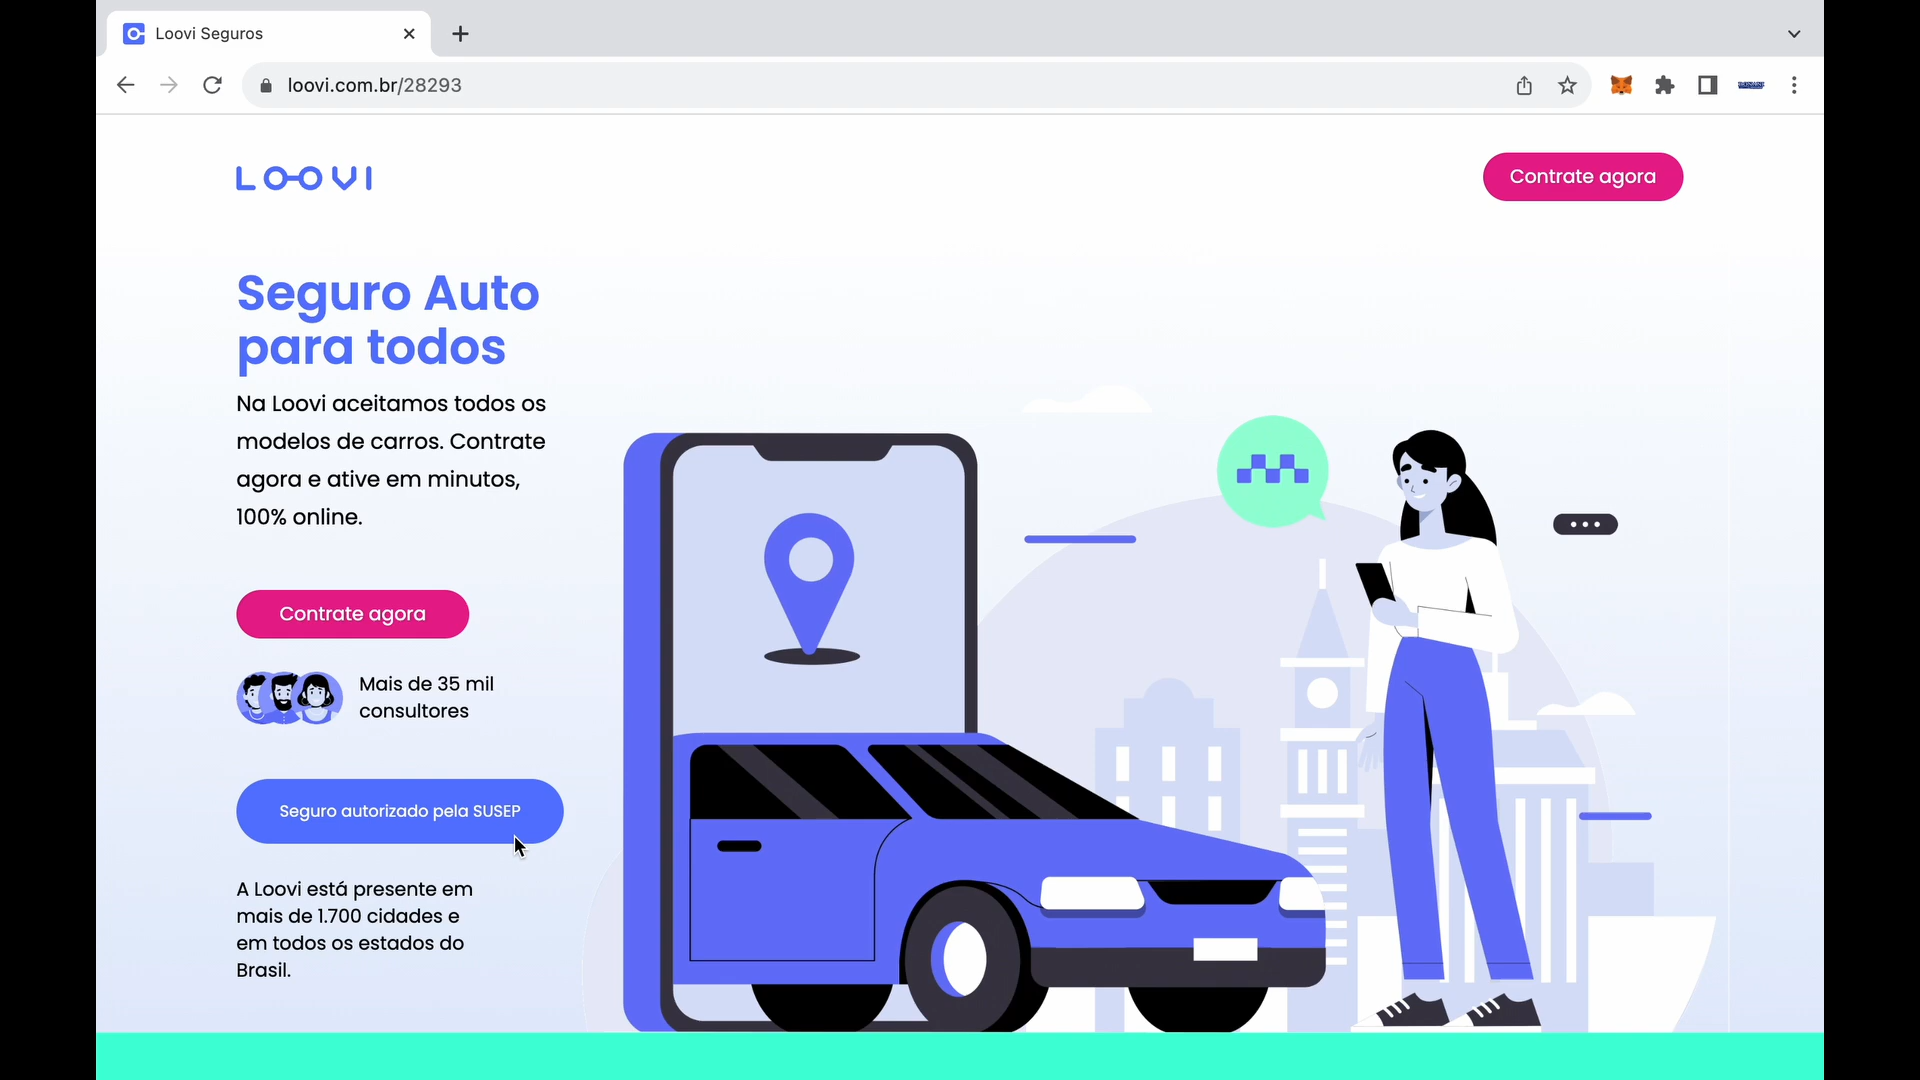 Loovi Seguros
loovi.com.br/28293
LOOVI
Contrate agora
Seguro Auto
para todos
Na Loovi aceitamos todos os
modelos de carros. Contrate
agora e ative em minutos,
100% online.
Contrate agora
Mais de 35 mil
consultores
Seguro autorizado pela SUSEP
A Loovi está presente em
mais de 1.700 cidades e
em todos os estados do
Brasil.